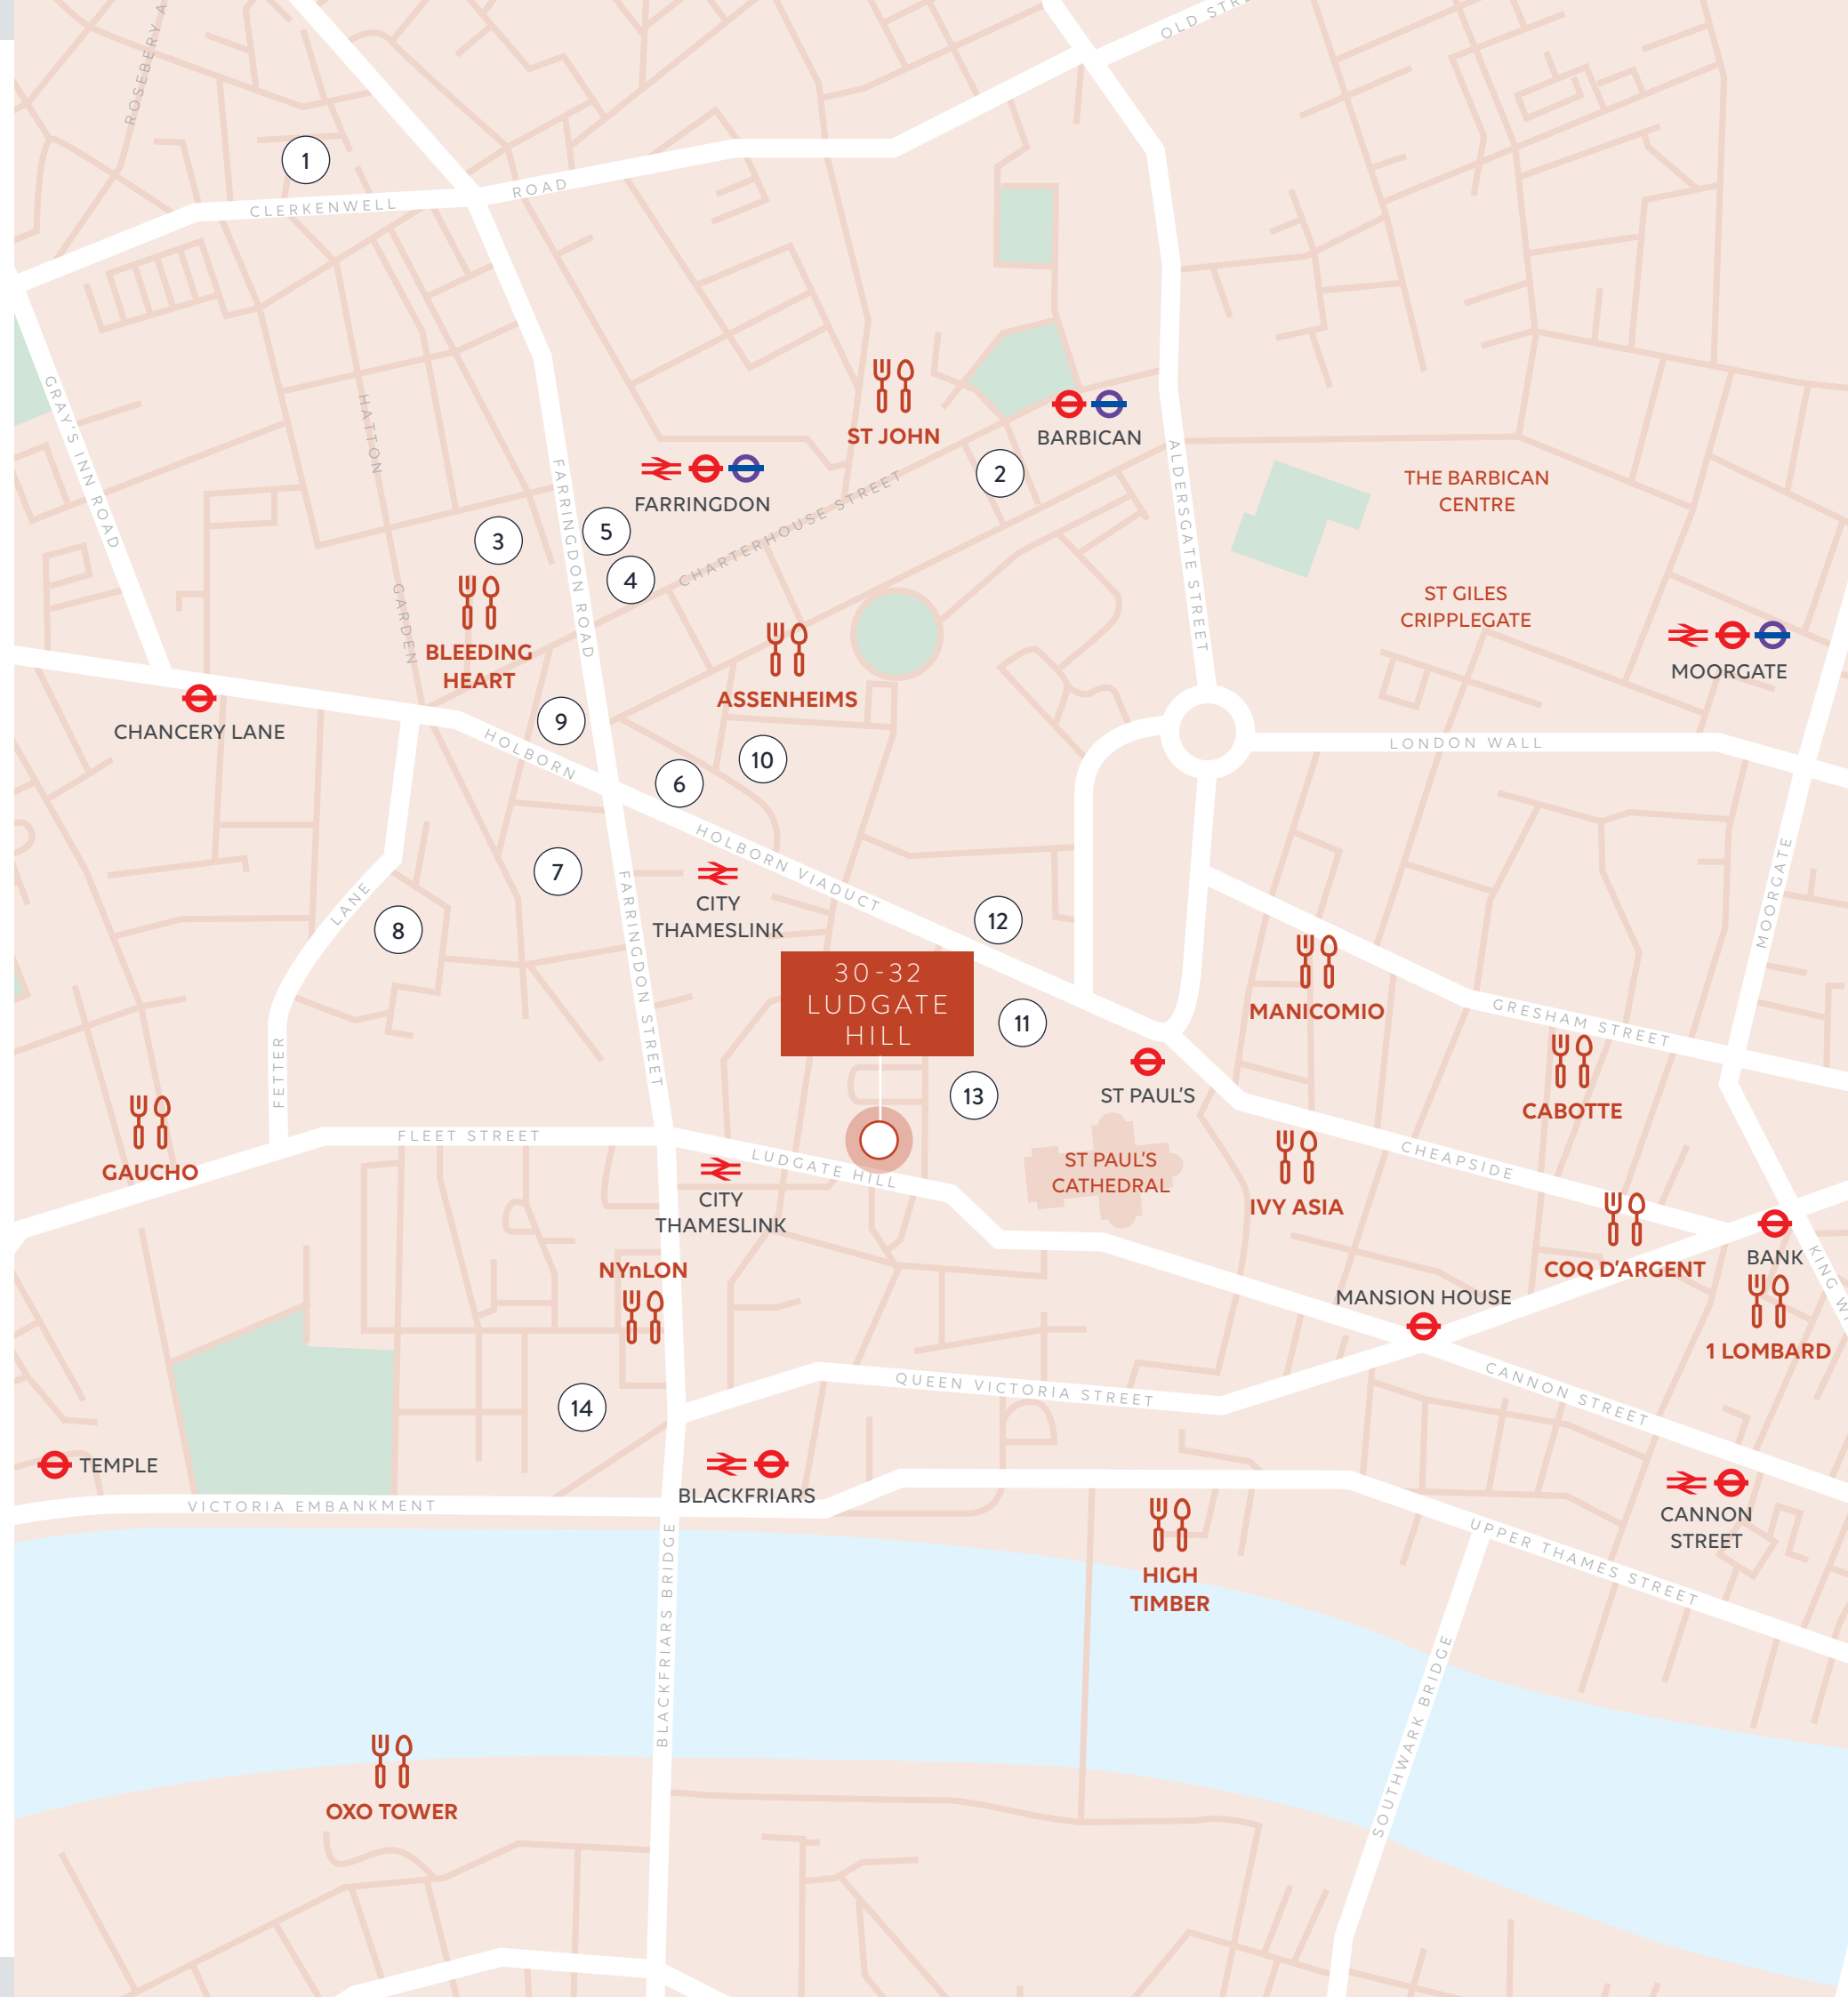 ROSEBERY A
OLD STRE
1
CLERKENWELL
ROAD
GRAY'S INN ROAD
HATTON
GARDEN
ST JOHN
BARBICAN
2
FARRINGDON
CHARTERHOUSE STREET
ALDERSGATE STREET
THE BARBICAN
CENTRE
ST GILES
CRIPPLEGATE
MOORGATE
3
5
4
FARRINGDON ROAD
BLEEDING
HEART
ASSENHEIMS
CHANCERY LANE
9
HOLBORN
10
6
LONDON WALL
HOLBORN VIADUCT
MOORGATE
7
8
LANE
FETTER
CITY
THAMESLINK
FARRINGDON STREET
12
30-32
LUDGATE
HILL
11
13
MANICOMIO
GRESHAM STREET
ST PAUL'S
CABOTTE
GAUCHO
FLEET STREET
LUDGATE HILL
CITY
THAMESLINK
ST PAUL'S
CATHEDRAL
IVY ASIA
CHEAPSIDE
COQ D'ARGENT
BANK
KING W
1 LOMBARD
NYnLON
MANSION HOUSE
QUEEN VICTORIA STREET
CANNON STREET
14
TEMPLE
BLACKFRIARS
VICTORIA EMBANKMENT
CANNON
STREET
UPPER THAMES STREET
HIGH
TIMBER
BLACKFRIARS BRIDGE
SOUTHWARK BRIDGE
OXO TOWER